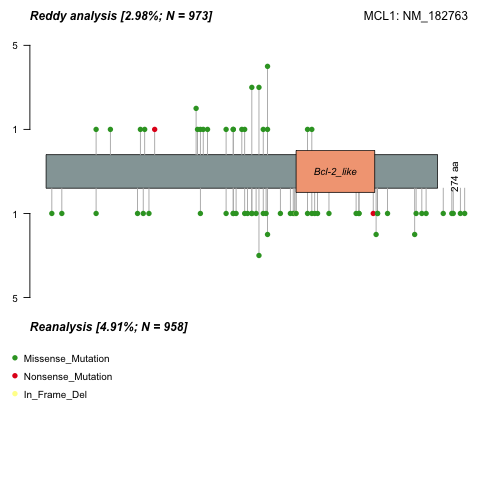 Reddy analysis [2.98%; N = 973]
MCL1: NM_182763
5
1
Bcl-2_like
274 aa
1
5
Reanalysis [4.91%; N = 958]
Missense_Mutation
Nonsense_Mutation
In_Frame_Del